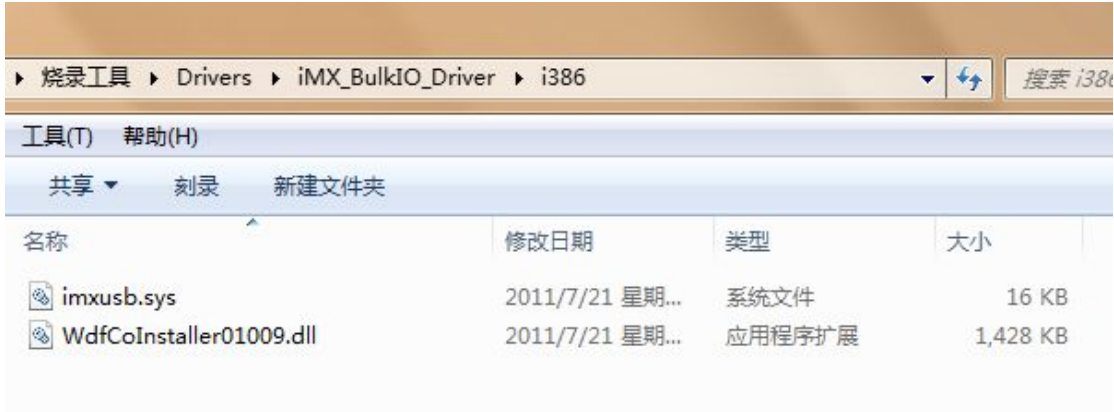 烧录工具 Drivers iMX_BulkIO_Driver i386 搜索 i386
工具(T) 帮助(H)
共享 刻录 新建文件夹
名称 修改日期 类型 大小
imxusb.sys 2011/7/21 星期... 系统文件 16 KB
WdfCoInstaller01009.dll 2011/7/21 星期... 应用程序扩展 1,428 KB